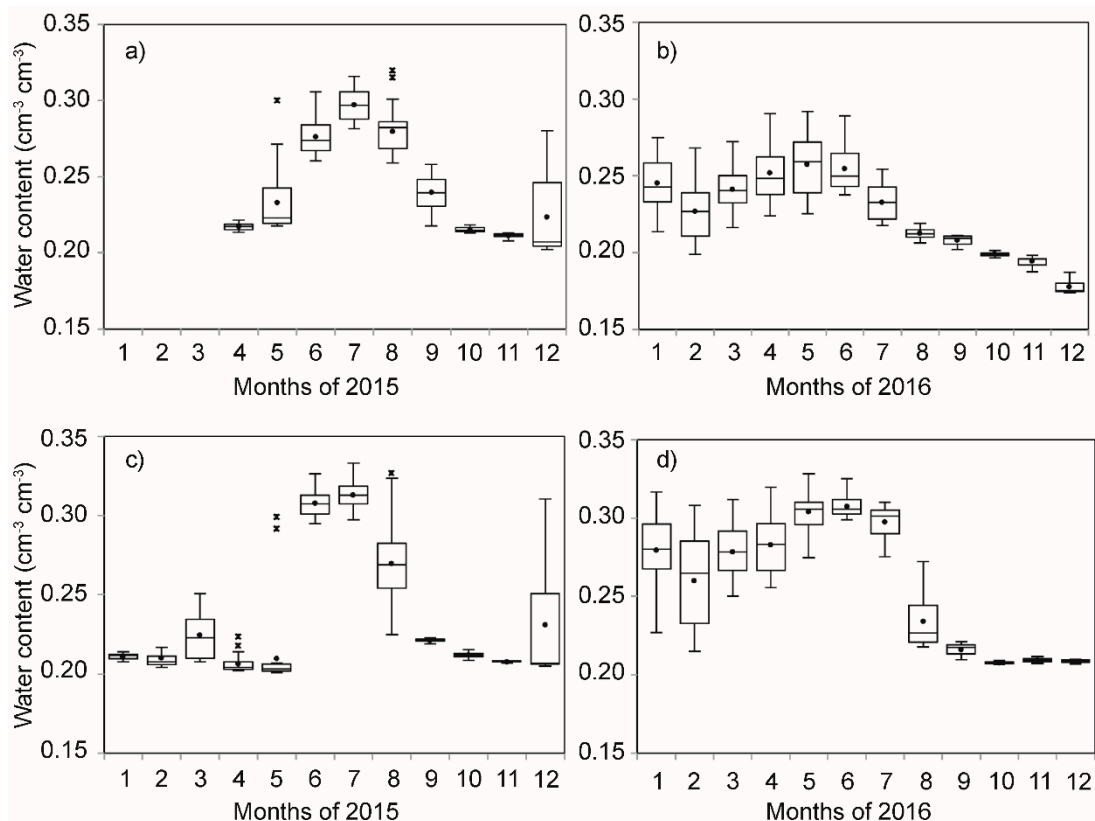 a)
Water content (cm⁻³ cm⁻³)
0.35
0.30
0.25
0.20
0.15
1 2 3 4 5 6 7 8 9 10 11 12
Months of 2015
b)
0.35
0.30
0.25
0.20
0.15
1 2 3 4 5 6 7 8 9 10 11 12
Months of 2016
c)
Water content (cm⁻³ cm⁻³)
0.35
0.30
0.25
0.20
0.15
1 2 3 4 5 6 7 8 9 10 11 12
Months of 2015
d)
0.35
0.30
0.25
0.20
0.15
1 2 3 4 5 6 7 8 9 10 11 12
Months of 2016